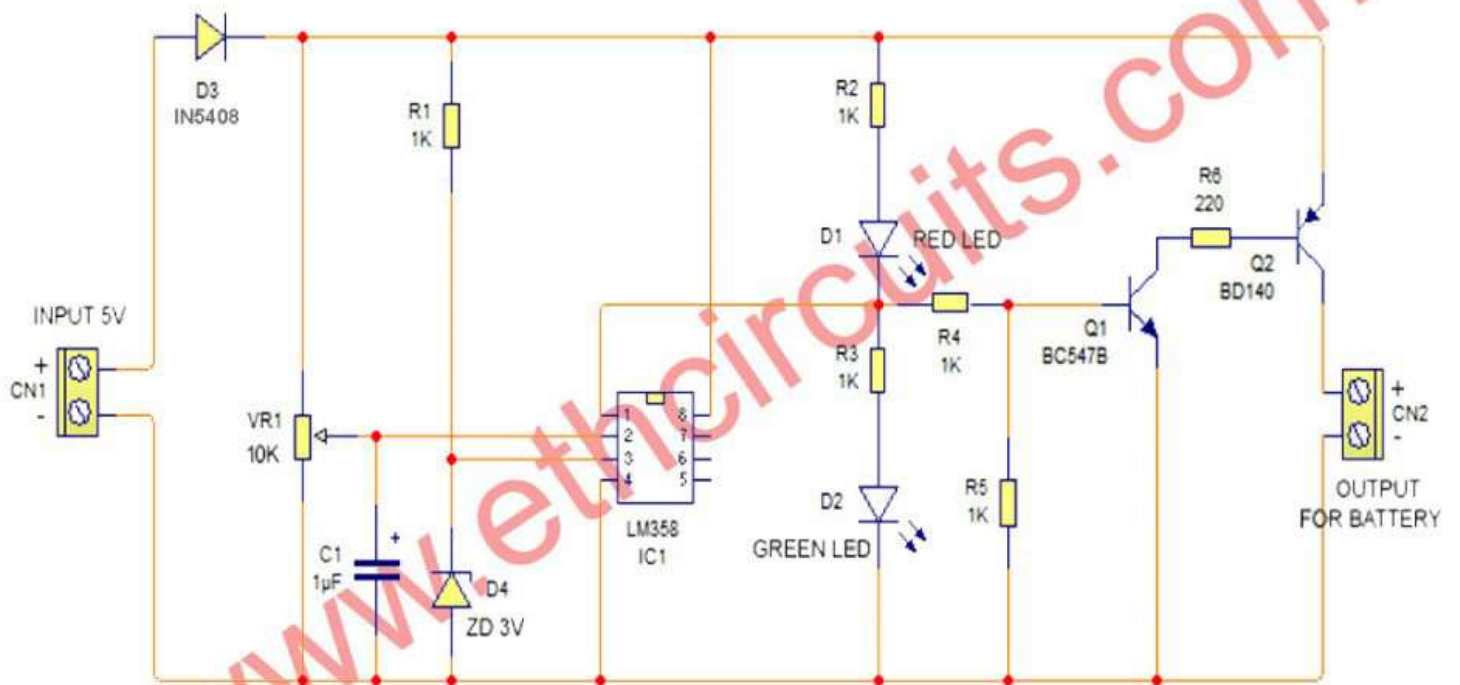 www.ethcircuits.com
D3
IN5408
R1
1K
R2
1K
D1
RED LED
R6
220
Q2
BD140
INPUT 5V
+
CN1
-
R4
1K
Q1
BC547B
R3
1K
VR1
10K
1 8
2 7
3 6
4 5
LM358
IC1
+
CN2
-
OUTPUT
FOR BATTERY
D2
GREEN LED
R5
1K
C1
1µF
+
D4
ZD 3V